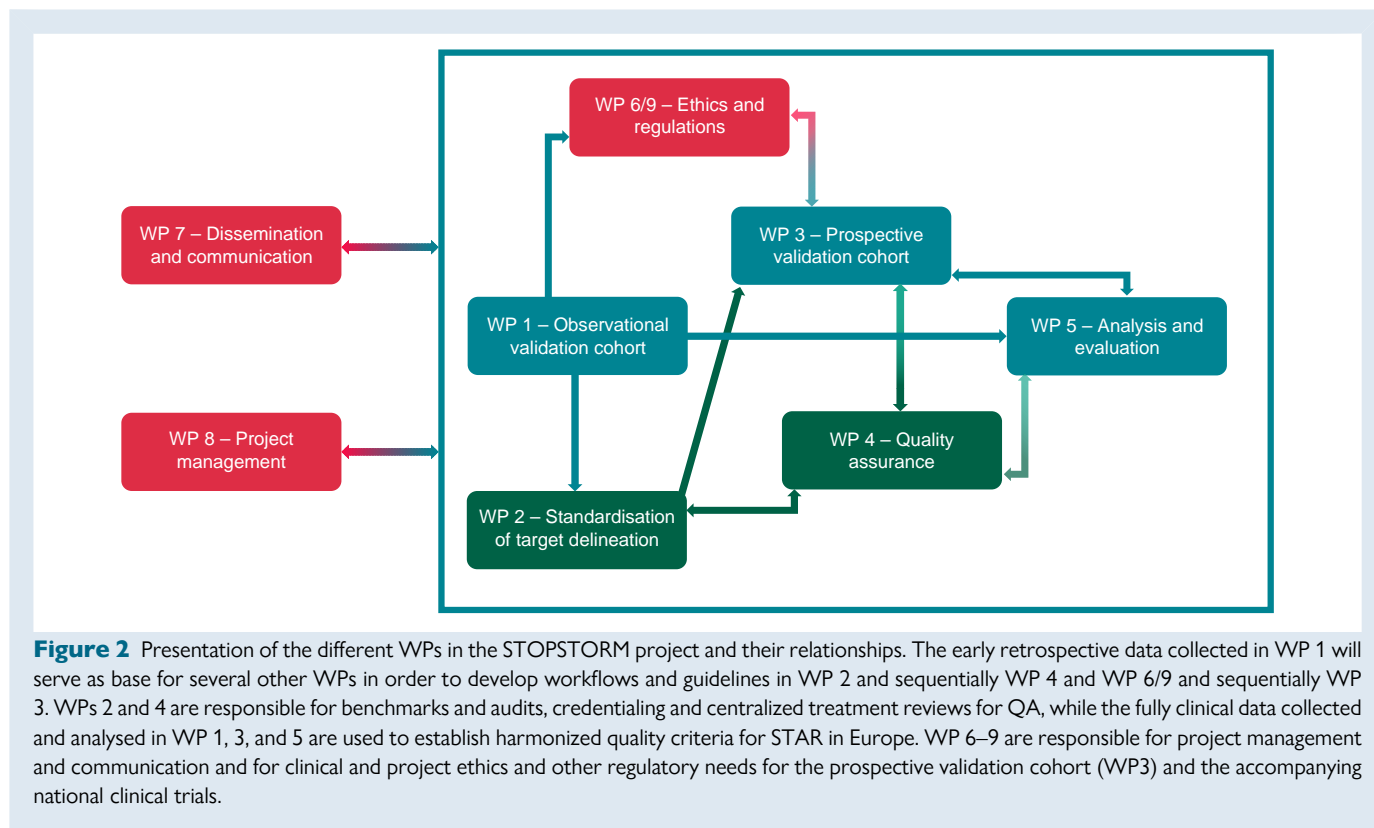 WP 6/9 – Ethics and
regulations
WP 7 – Dissemination
and communication
WP 3 – Prospective
validation cohort
WP 1 – Observational
validation cohort
WP 5 – Analysis and
evaluation
WP 8 – Project
management
WP 4 – Quality
assurance
WP 2 – Standardisation
of target delineation
Figure 2 Presentation of the different WPs in the STOPSTORM project and their relationships. The early retrospective data collected in WP 1 will
serve as base for several other WPs in order to develop workflows and guidelines in WP 2 and sequentially WP 4 and WP 6/9 and sequentially WP
3. WPs 2 and 4 are responsible for benchmarks and audits, credentialing and centralized treatment reviews for QA, while the fully clinical data collected
and analysed in WP 1, 3, and 5 are used to establish harmonized quality criteria for STAR in Europe. WP 6–9 are responsible for project management
and communication and for clinical and project ethics and other regulatory needs for the prospective validation cohort (WP3) and the accompanying
national clinical trials.